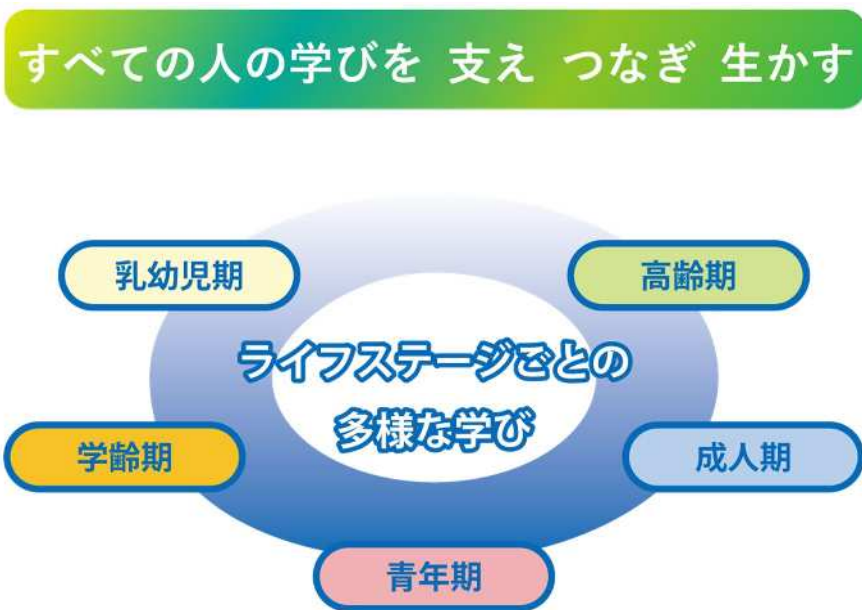 すべての人の学びを 支え つなぎ 生かす
乳幼児期
高齢期
ライフステージごとの
多様な学び
学齢期
成人期
青年期